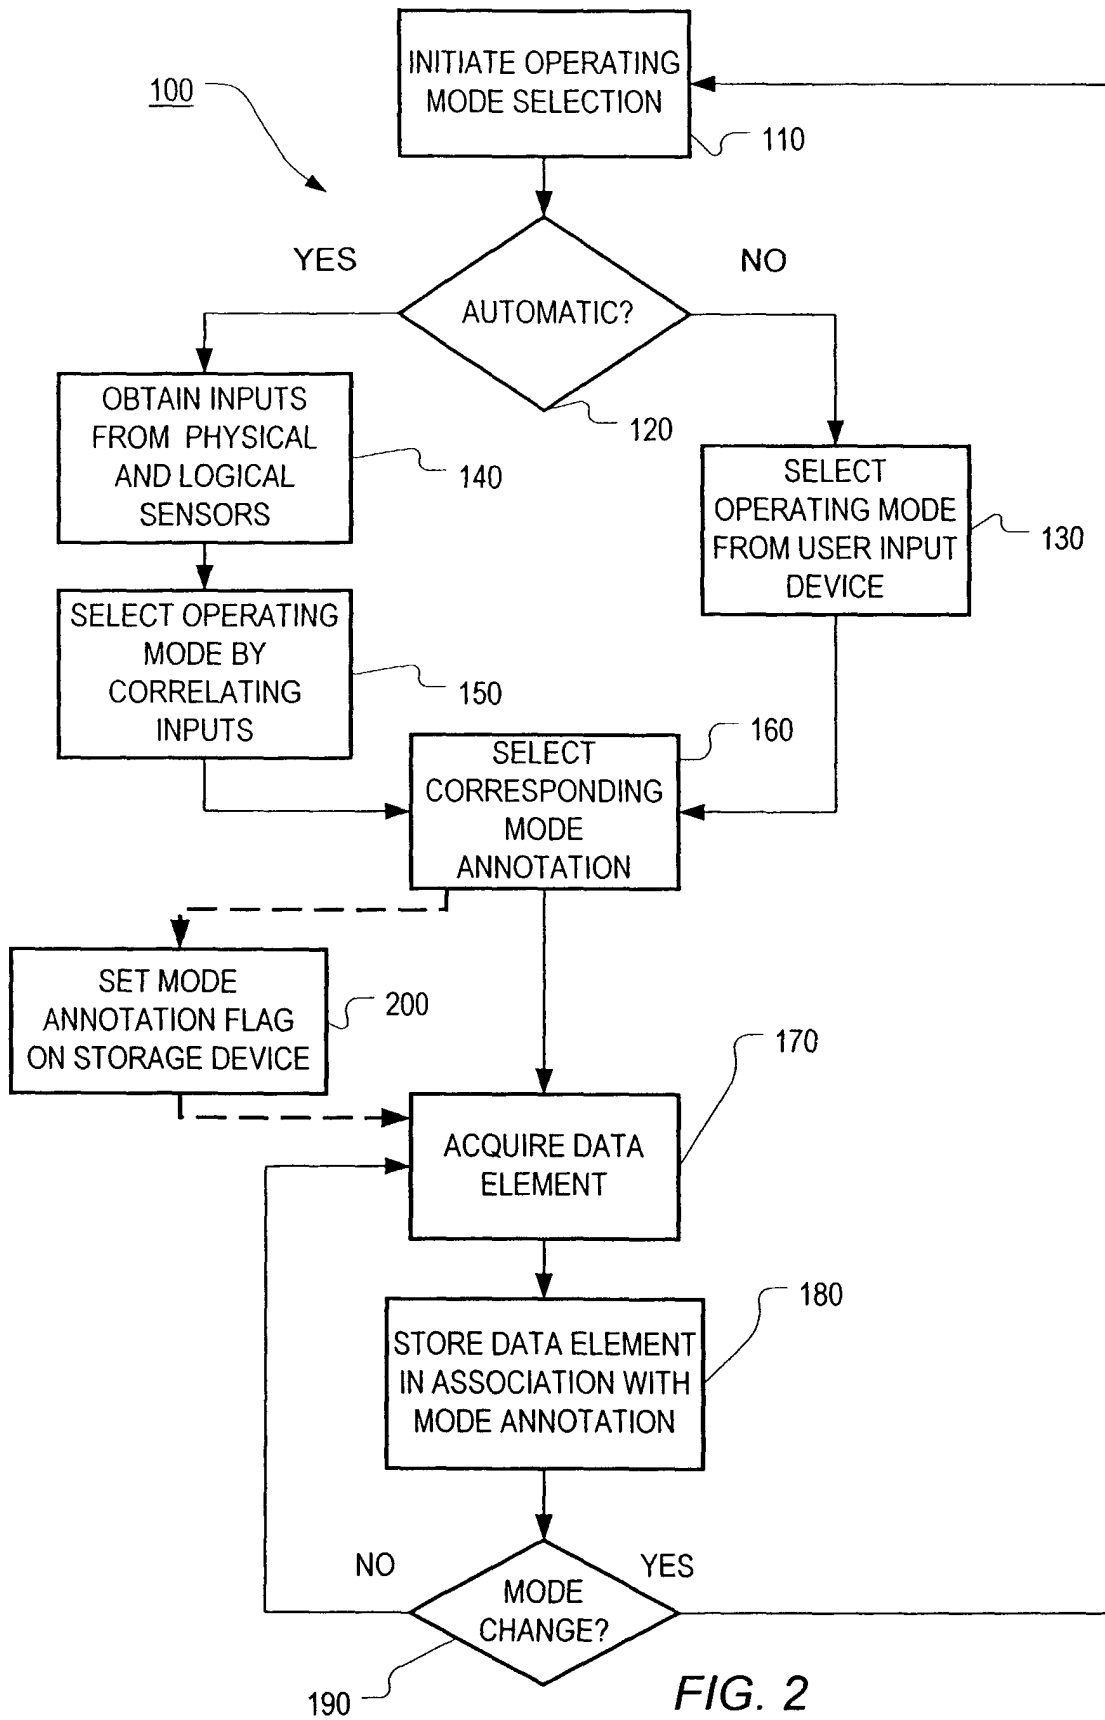 INITIATE OPERATING
MODE SELECTION
100
110
YES
NO
AUTOMATIC?
120
OBTAIN INPUTS
FROM PHYSICAL
AND LOGICAL
SENSORS
140
SELECT
OPERATING MODE
FROM USER INPUT
DEVICE
130
SELECT OPERATING
MODE BY
CORRELATING
INPUTS
150
SELECT
CORRESPONDING
MODE
ANNOTATION
160
SET MODE
ANNOTATION FLAG
ON STORAGE DEVICE
200
170
ACQUIRE DATA
ELEMENT
180
STORE DATA ELEMENT
IN ASSOCIATION WITH
MODE ANNOTATION
NO
YES
MODE
CHANGE?
190
FIG. 2